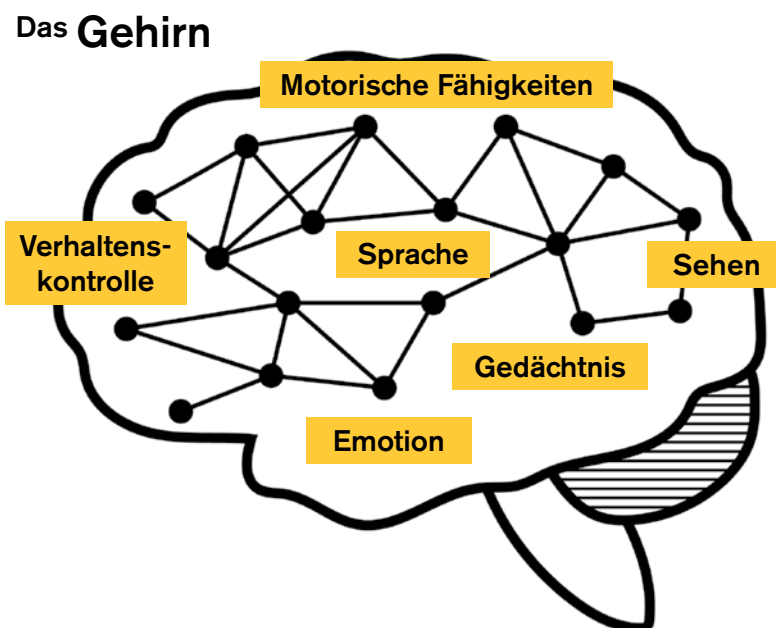 Das Gehirn
Motorische Fähigkeiten
Verhaltens-
kontrolle
Sprache
Sehen
Gedächtnis
Emotion